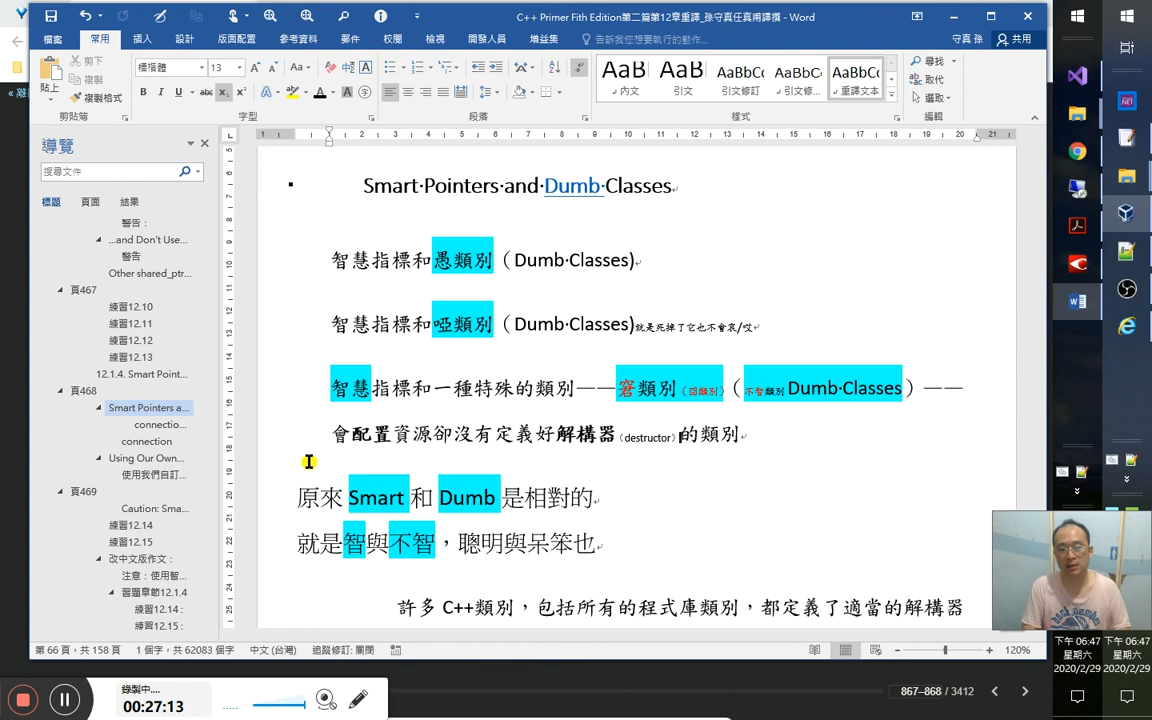 C++ Primer Fith Edition第二篇第12章重譯_孫守真任真甫譯撰 - Word
檔案 常用 插入 設計 版面配置 參考資料 郵件 校閱 檢視 開發人員 增益集 告訴我您想要執行的動作... 守真 孫 共用
剪下
複製
複製格式
貼上
標楷體 13
剪貼簿 字型 段落 樣式 編輯
AaB AaB AaBbCc AaBbCc AaBbCc
內文 引文 引文修訂 引文修... 重譯文本
尋找
取代
選取
導覽
搜尋文件
標題 頁面 結果
警告：
...and Don't Use...
警告
Other shared_ptr...
頁467
練習12.10
練習12.11
練習12.12
練習12.13
12.1.4. Smart Point...
頁468
Smart Pointers a...
connectio...
connection
Using Our Own...
使用我們自訂...
頁469
Caution: Sma...
練習12.14
練習12.15
改中文版作文：
注意：使用智...
習題章節12.1.4
練習12.14：
練習12.15：
Smart Pointers and Dumb Classes
智慧指標和愚類別（Dumb Classes)
智慧指標和啞類別（Dumb Classes)就是死掉了它也不會哀/哎
智慧指標和一種特殊的類別——窘類別（囧類別）（不智類別Dumb Classes）——
會配置資源卻沒有定義好解構器（destructor）的類別
原來 Smart 和 Dumb 是相對的
就是智與不智，聰明與呆笨也
許多 C++類別，包括所有的程式庫類別，都定義了適當的解構器
第 66 頁，共 158 頁 1 個字，共 62083 個字 中文 (台灣) 追蹤修訂: 關閉 120%
錄製中....
00:27:13
867–868 / 3412
下午 06:47
星期六
2020/2/29
下午 06:47
星期六
2020/2/29